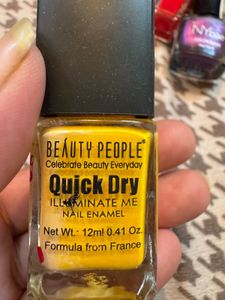 BEAUTY PEOPLE®
Celebrate Beauty Everyday
Quick Dry
ILLUMINATE ME
NAIL ENAMEL
Net Wt.: 12ml 0.41 Oz.
Formula from France
NY